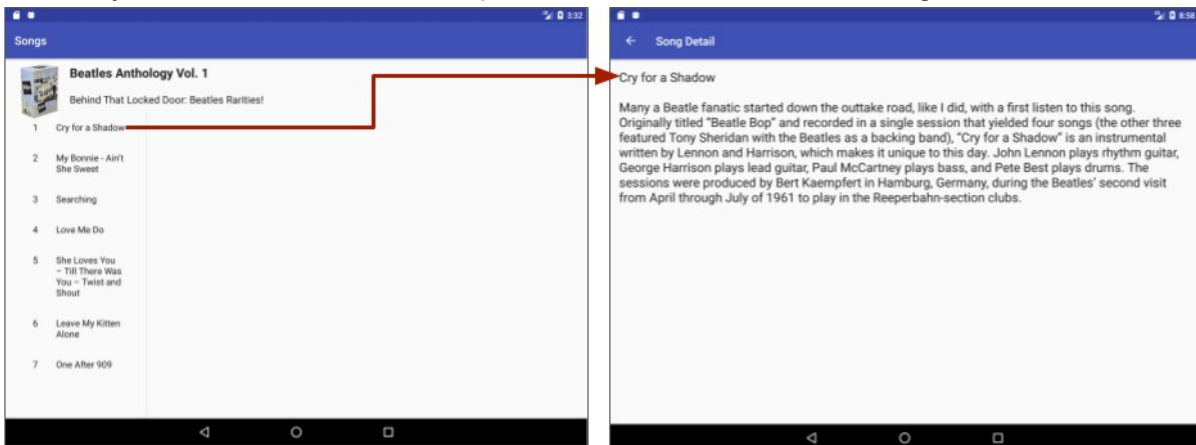 3:32
Songs
Beatles Anthology Vol. 1
Behind That Locked Door: Beatles Rarities!
1 Cry for a Shadow
2 My Bonnie - Ain't
She Sweet
3 Searching
4 Love Me Do
5 She Loves You
– Till There Was
You – Twist and
Shout
6 Leave My Kitten
Alone
7 One After 909
8:58
Song Detail
Cry for a Shadow
Many a Beatle fanatic started down the outtake road, like I did, with a first listen to this song.
Originally titled "Beatle Bop" and recorded in a single session that yielded four songs (the other three
featured Tony Sheridan with the Beatles as a backing band), "Cry for a Shadow" is an instrumental
written by Lennon and Harrison, which makes it unique to this day. John Lennon plays rhythm guitar,
George Harrison plays lead guitar, Paul McCartney plays bass, and Pete Best plays drums. The
sessions were produced by Bert Kaempfert in Hamburg, Germany, during the Beatles' second visit
from April through July of 1961 to play in the Reeperbahn-section clubs.